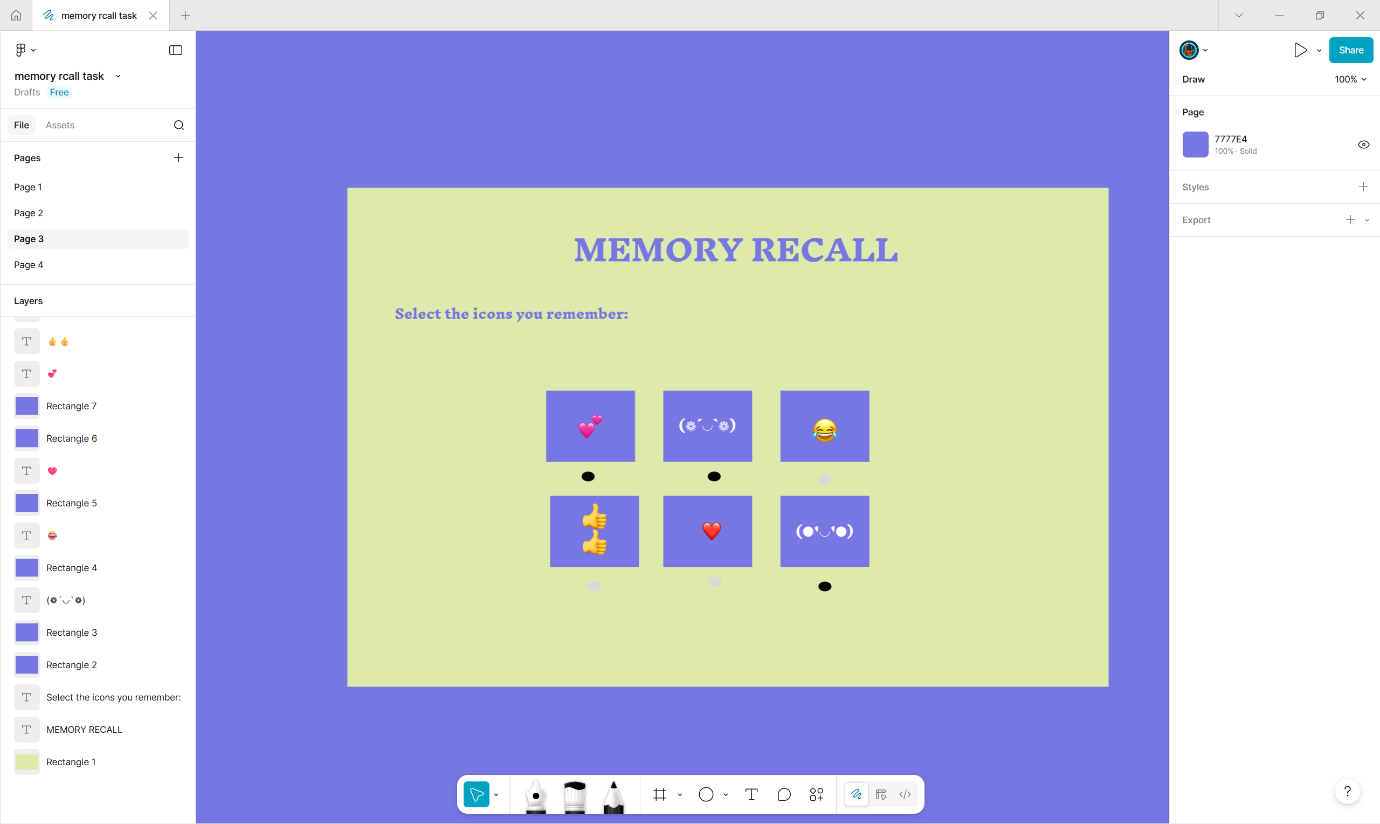 memory rcall task
memory rcall task
Drafts Free
File Assets
Pages
Page 1
Page 2
Page 3
Page 4
Layers
👍 👍
💕
Rectangle 7
Rectangle 6
❤️
Rectangle 5
😂
Rectangle 4
(❁´◡`❁)
Rectangle 3
Rectangle 2
Select the icons you remember:
MEMORY RECALL
Rectangle 1
MEMORY RECALL
Select the icons you remember:
💕 (❁´◡`❁) 😂
👍
👍
❤️ (●'◡'●)
Share
Draw 100%
Page
7777E4
100% · Solid
Styles
Export
?